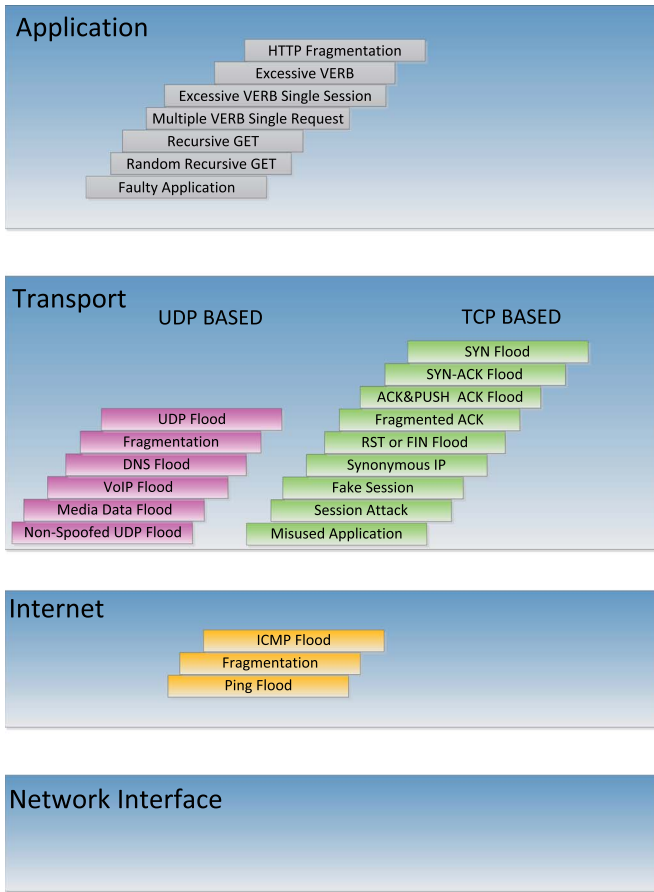 Application
HTTP Fragmentation
Excessive VERB
Excessive VERB Single Session
Multiple VERB Single Request
Recursive GET
Random Recursive GET
Faulty Application
Transport
UDP BASED
UDP Flood
Fragmentation
DNS Flood
VoIP Flood
Media Data Flood
Non-Spoofed UDP Flood
TCP BASED
SYN Flood
SYN-ACK Flood
ACK&PUSH ACK Flood
Fragmented ACK
RST or FIN Flood
Synonymous IP
Fake Session
Session Attack
Misused Application
Internet
ICMP Flood
Fragmentation
Ping Flood
Network Interface